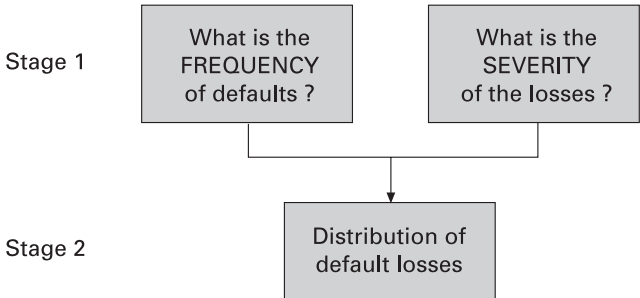 Stage 1
What is the
FREQUENCY
of defaults ?
What is the
SEVERITY
of the losses ?
Stage 2
Distribution of
default losses